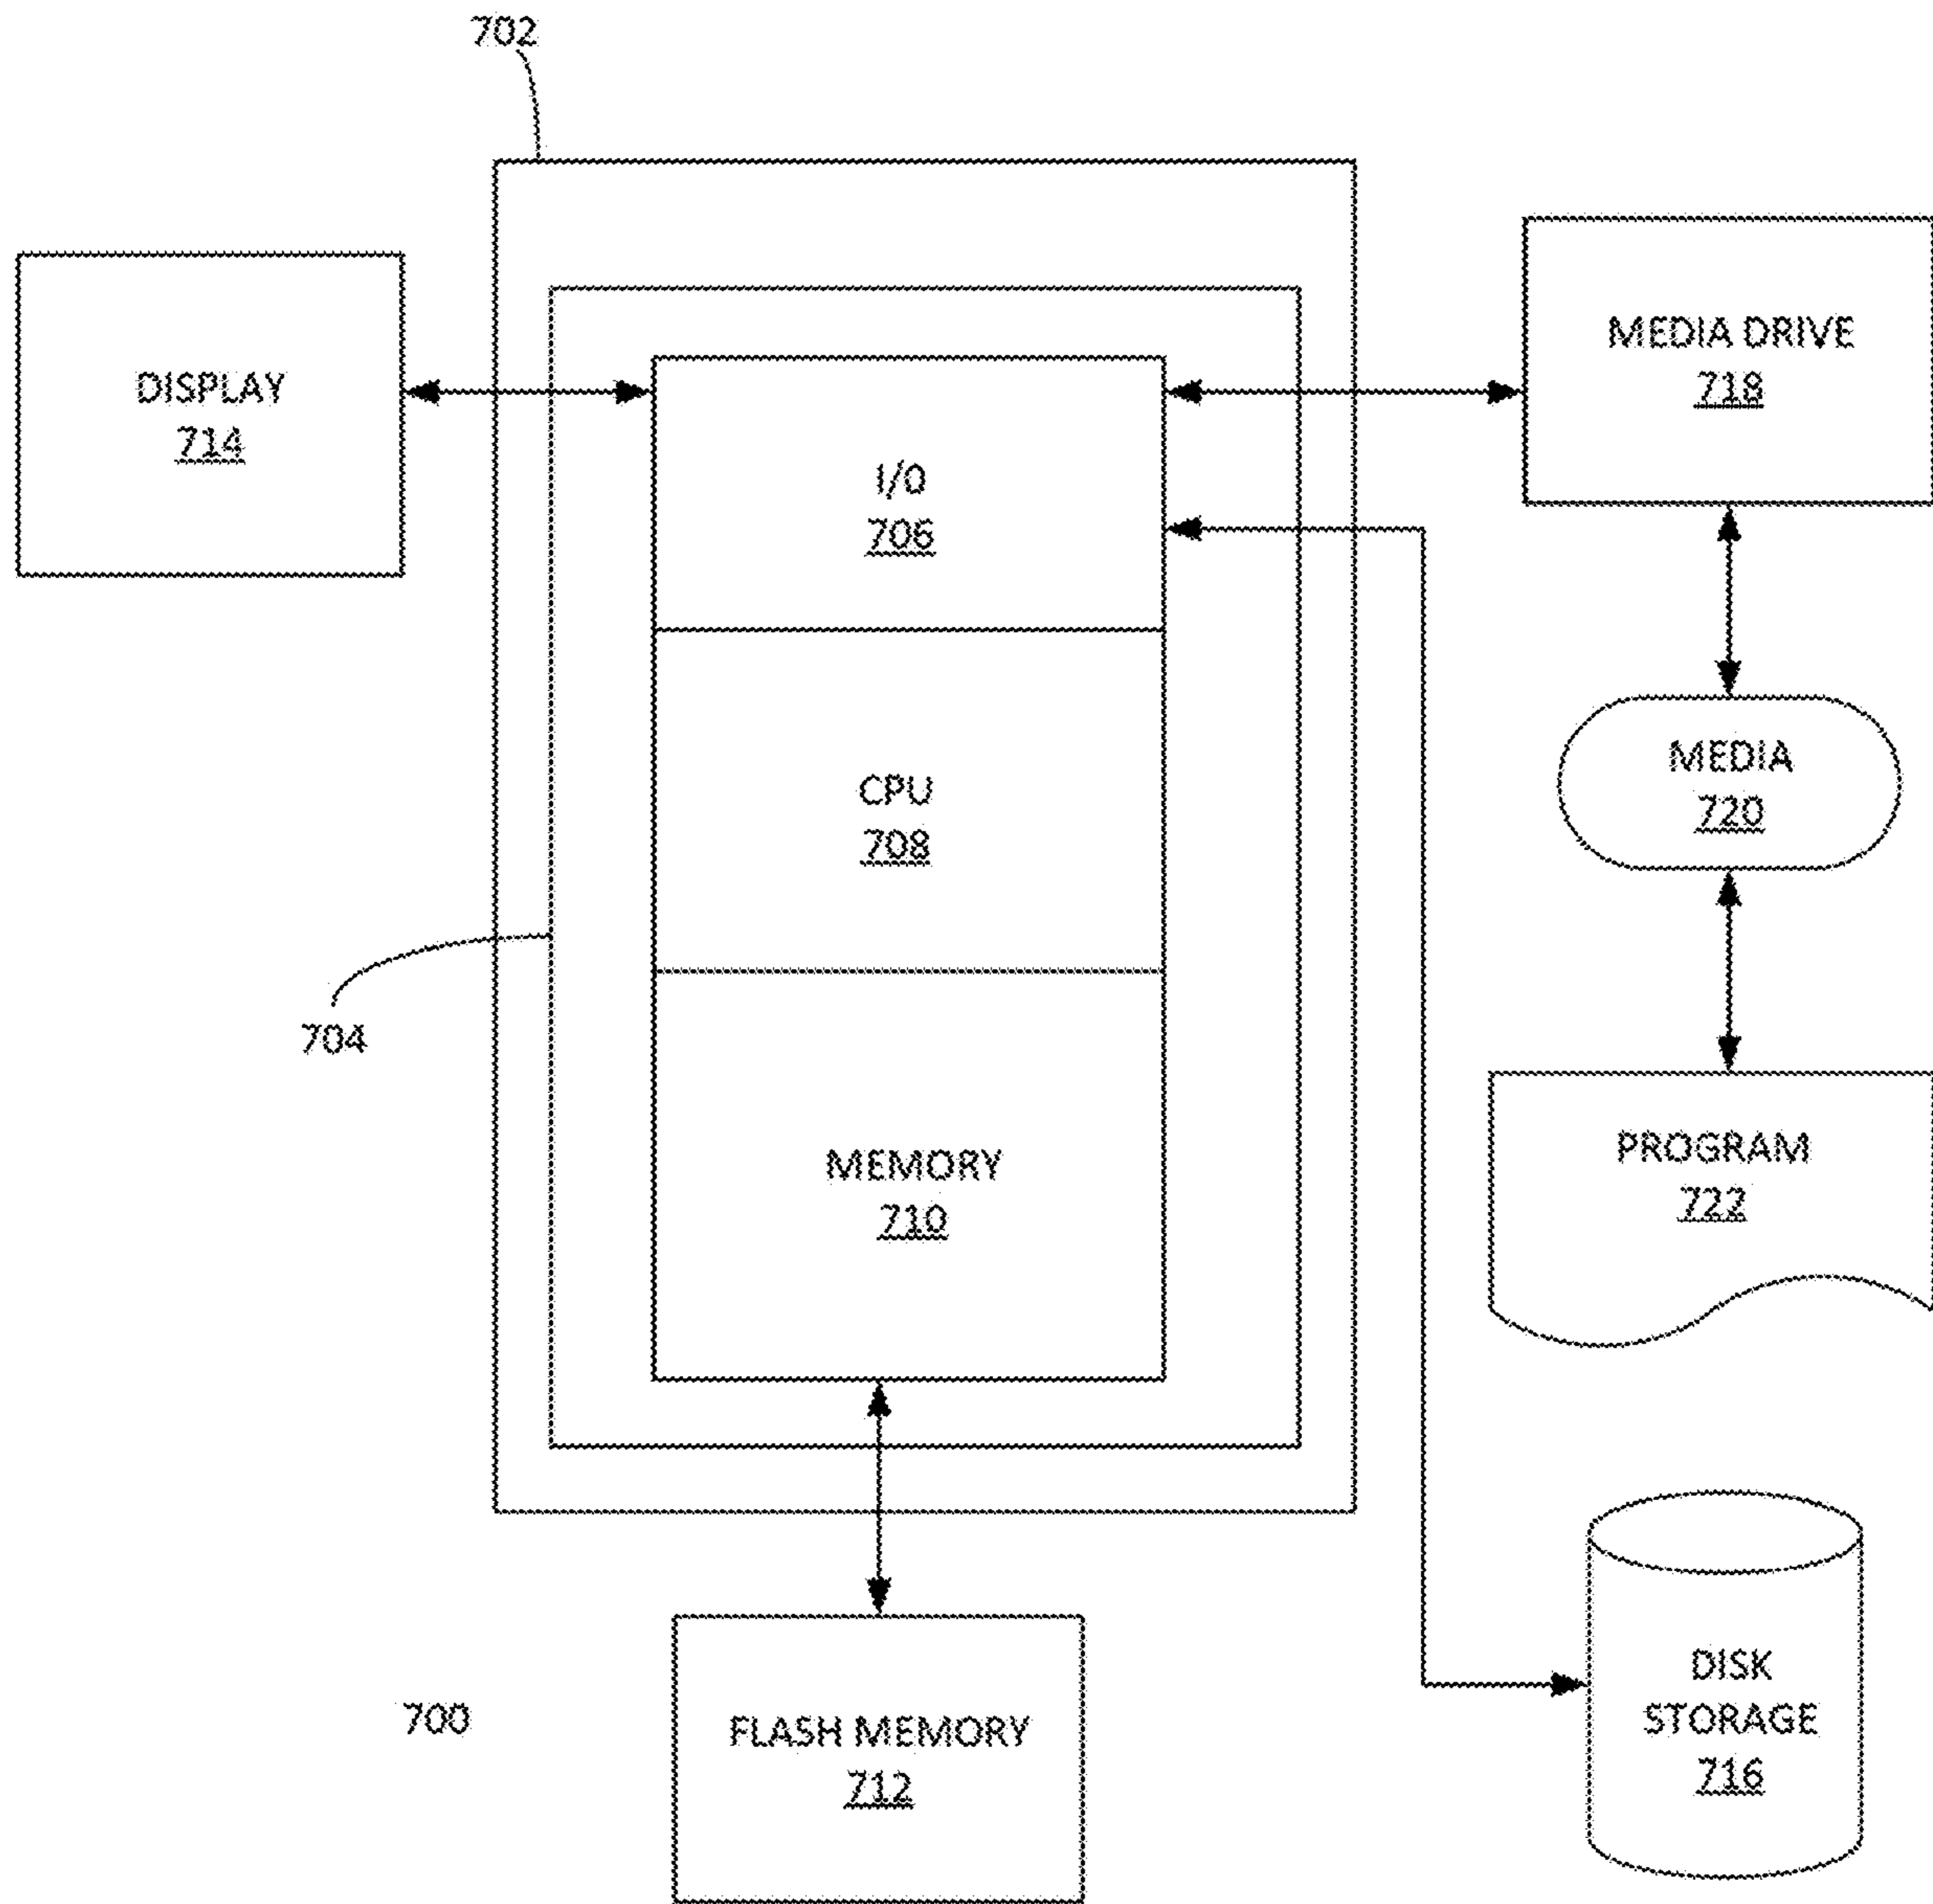 702
DISPLAY
714
I/O
706
CPU
708
MEMORY
710
704
MEDIA DRIVE
718
MEDIA
720
PROGRAM
722
DISK
STORAGE
716
FLASH MEMORY
712
700